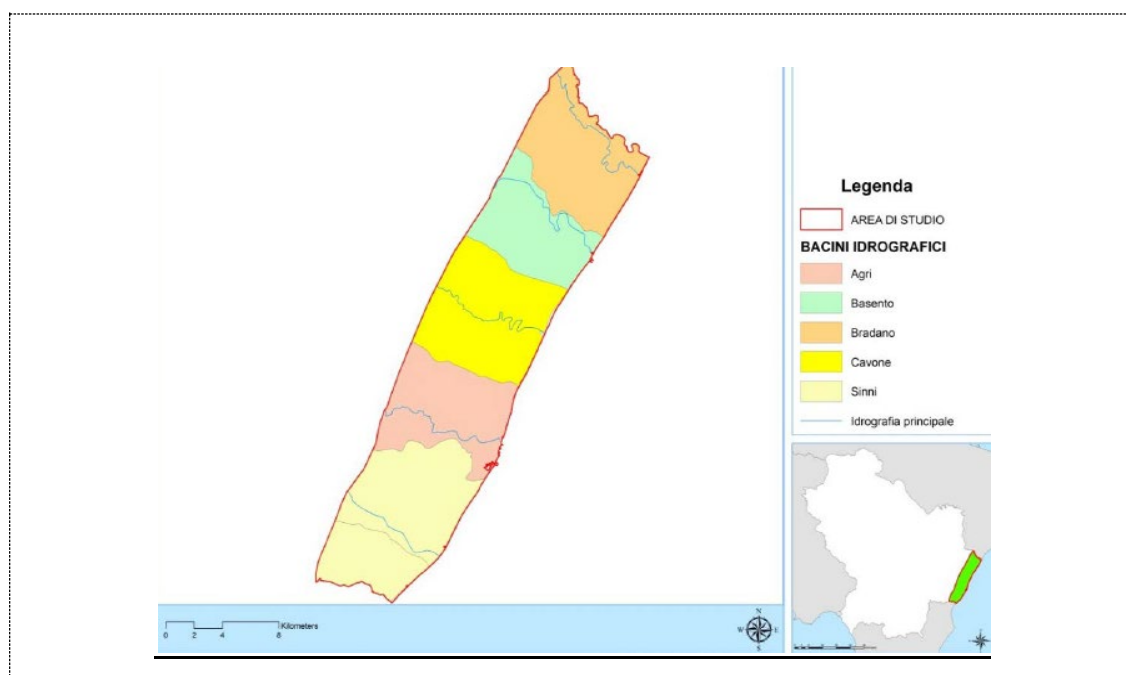 Legenda
AREA DI STUDIO
BACINI IDROGRAFICI
Agri
Basento
Bradano
Cavone
Sinni
Idrografia principale
0 2 4 8 Kilometers
N
W E
S